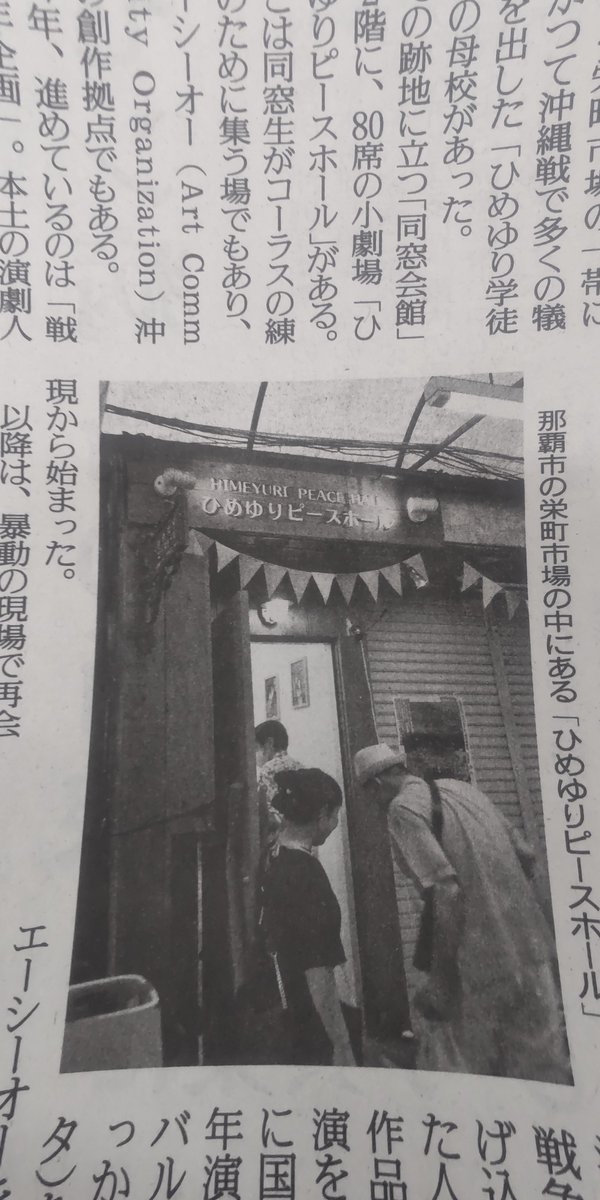 栄町市場の一帯に
かつて沖縄戦で多くの犠
を出した「ひめゆり学徒
の母校があった。
の跡地に立つ「同窓会館」
階に、80席の小劇場「ひ
ゆりピースホール」がある。
こは同窓生がコーラスの練
のために集う場でもあり、
ーシーオー（Art Comm
ity Organization）沖
創作拠点でもある。
年、進めているのは「戦
企画」。本土の演劇人
那覇市の栄町市場の中にある「ひめゆりピースホール」
HIMEYURI PEACE HALL
ひめゆりピースホール
現から始まった。
以降は、暴動の現場で再会
戦争
げ込
た人
作品
演を
に国
年演
バル
っか
タ）
エーシーオー